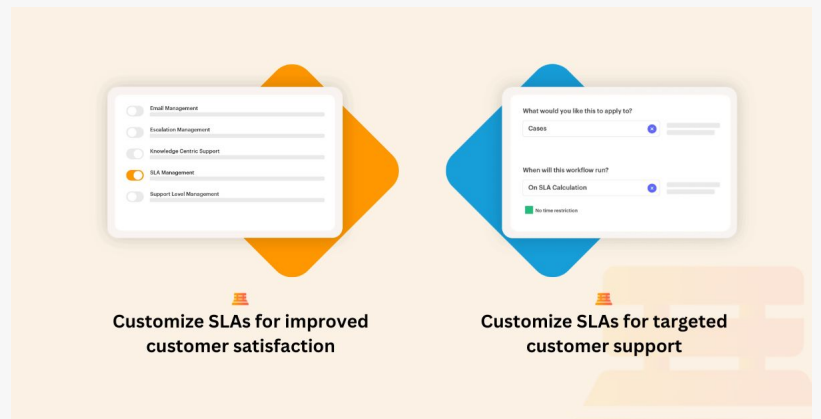 Email Management
Escalation Management
Knowledge Centric Support
SLA Management
Support Level Management
Customize SLAs for improved
customer satisfaction
What would you like this to apply to?
Cases
x
When will this workflow run?
On SLA Calculation
x
No time restriction
Customize SLAs for targeted
customer support